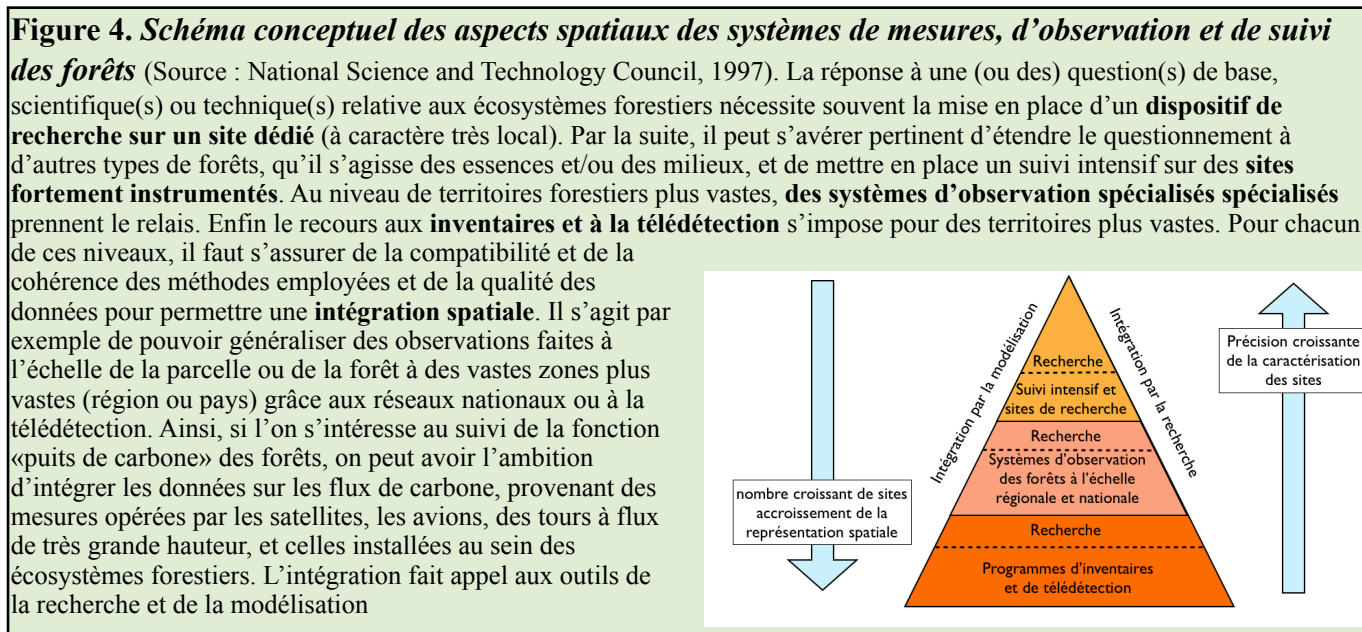 Figure 4. Schéma conceptuel des aspects spatiaux des systèmes de mesures, d’observation et de suivi
des forêts (Source : National Science and Technology Council, 1997). La réponse à une (ou des) question(s) de base,
scientifique(s) ou technique(s) relative aux écosystèmes forestiers nécessite souvent la mise en place d’un dispositif de
recherche sur un site dédié (à caractère très local). Par la suite, il peut s’avérer pertinent d’étendre le questionnement à
d’autres types de forêts, qu’il s’agisse des essences et/ou des milieux, et de mettre en place un suivi intensif sur des sites
fortement instrumentés. Au niveau de territoires forestiers plus vastes, des systèmes d’observation spécialisés spécialisés
prennent le relais. Enfin le recours aux inventaires et à la télédétection s’impose pour des territoires plus vastes. Pour chacun
de ces niveaux, il faut s’assurer de la compatibilité et de la
cohérence des méthodes employées et de la qualité des
données pour permettre une intégration spatiale. Il s’agit par
exemple de pouvoir généraliser des observations faites à
l’échelle de la parcelle ou de la forêt à des vastes zones plus
vastes (région ou pays) grâce aux réseaux nationaux ou à la
télédétection. Ainsi, si l’on s’intéresse au suivi de la fonction
«puits de carbone» des forêts, on peut avoir l’ambition
d’intégrer les données sur les flux de carbone, provenant des
mesures opérées par les satellites, les avions, des tours à flux
de très grande hauteur, et celles installées au sein des
écosystèmes forestiers. L’intégration fait appel aux outils de
la recherche et de la modélisation
nombre croissant de sites
accroissement de la
représentation spatiale
Intégration par la modélisation
Recherche
Suivi intensif et
sites de recherche
Recherche
Systèmes d’observation
des forêts à l’échelle
régionale et nationale
Recherche
Programmes d’inventaires
et de télédétection
Intégration par la recherche
Précision croissante
de la caractérisation
des sites